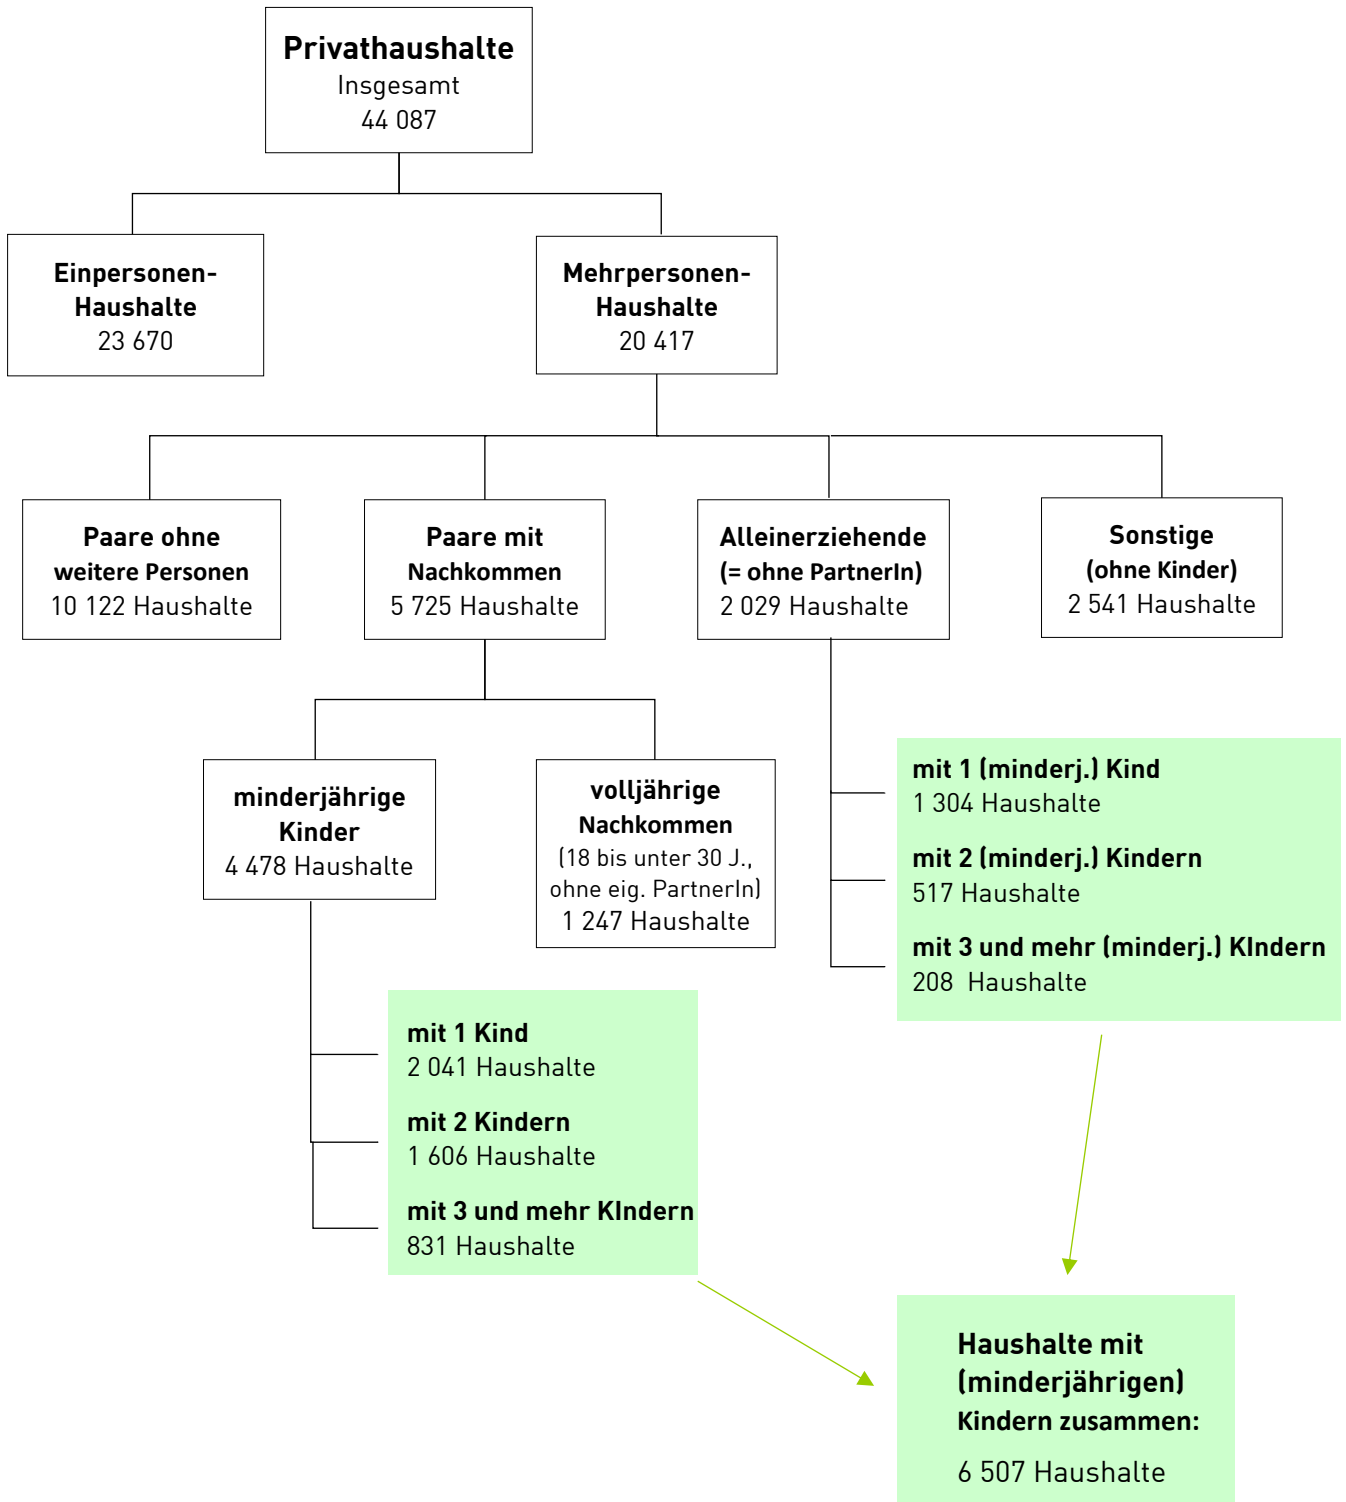 Privathaushalte
Insgesamt
44 087
Einpersonen-
Haushalte
23 670
Mehrpersonen-
Haushalte
20 417
Paare ohne
weitere Personen
10 122 Haushalte
Paare mit
Nachkommen
5 725 Haushalte
Alleinerziehende
(= ohne PartnerIn)
2 029 Haushalte
Sonstige
(ohne Kinder)
2 541 Haushalte
minderjährige
Kinder
4 478 Haushalte
volljährige
Nachkommen
(18 bis unter 30 J.,
ohne eig. PartnerIn)
1 247 Haushalte
mit 1 (minderj.) Kind
1 304 Haushalte
mit 2 (minderj.) Kindern
517 Haushalte
mit 3 und mehr (minderj.) KIndern
208 Haushalte
mit 1 Kind
2 041 Haushalte
mit 2 Kindern
1 606 Haushalte
mit 3 und mehr KIndern
831 Haushalte
Haushalte mit
(minderjährigen)
Kindern zusammen:
6 507 Haushalte